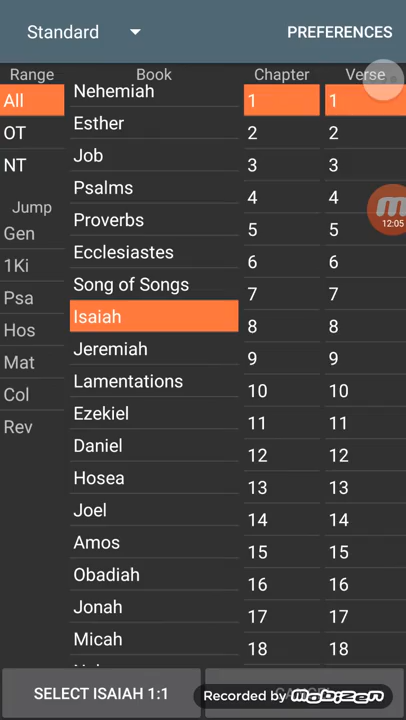 Standard
PREFERENCES
Range Book Chapter Verse
All Nehemiah 1 1
OT Esther 2 2
NT Job 3 3
Jump Psalms 4 4
Gen Proverbs 5 5
1Ki Ecclesiastes 6 6
Psa Song of Songs 7 7
Hos Isaiah 8 8
Mat Jeremiah 9 9
Col Lamentations 10 10
Rev Ezekiel 11 11
Daniel 12 12
Hosea 13 13
Joel 14 14
Amos 15 15
Obadiah 16 16
Jonah 17 17
Micah 18 18
12:05
SELECT ISAIAH 1:1
Recorded by mobizen